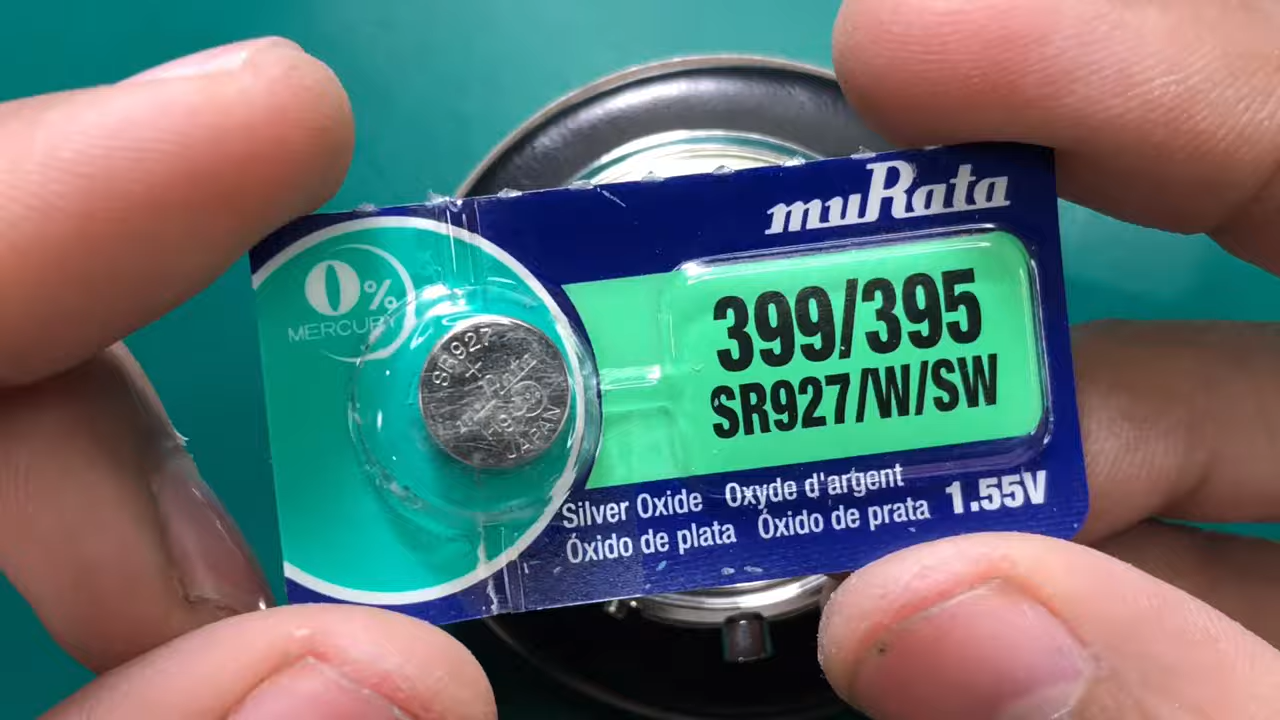 muRata
0%
MERCURY
399/395
SR927/W/SW
SR927
+
JAPAN
Silver Oxide Oxyde d'argent
Óxido de plata Óxido de prata
1.55V